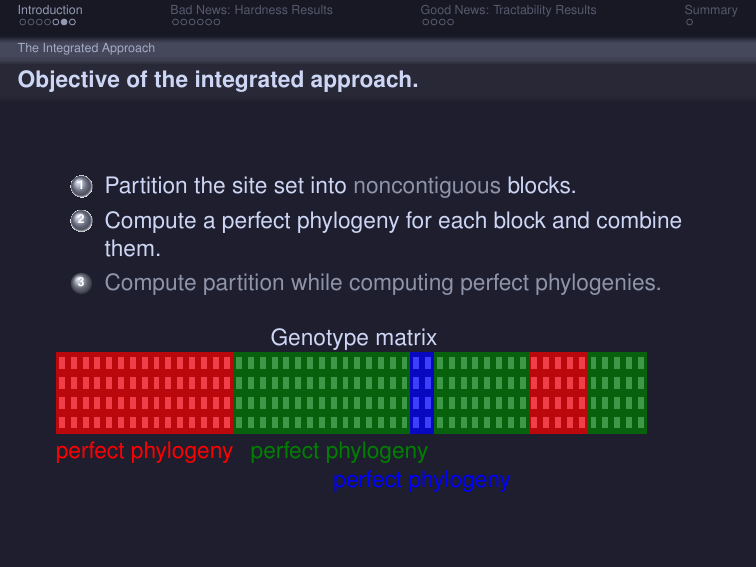 Introduction
Bad News: Hardness Results
Good News: Tractability Results
Summary
The Integrated Approach
Objective of the integrated approach.
1 Partition the site set into noncontiguous blocks.
2 Compute a perfect phylogeny for each block and combine
them.
3 Compute partition while computing perfect phylogenies.
Genotype matrix
perfect phylogeny perfect phylogeny
perfect phylogeny